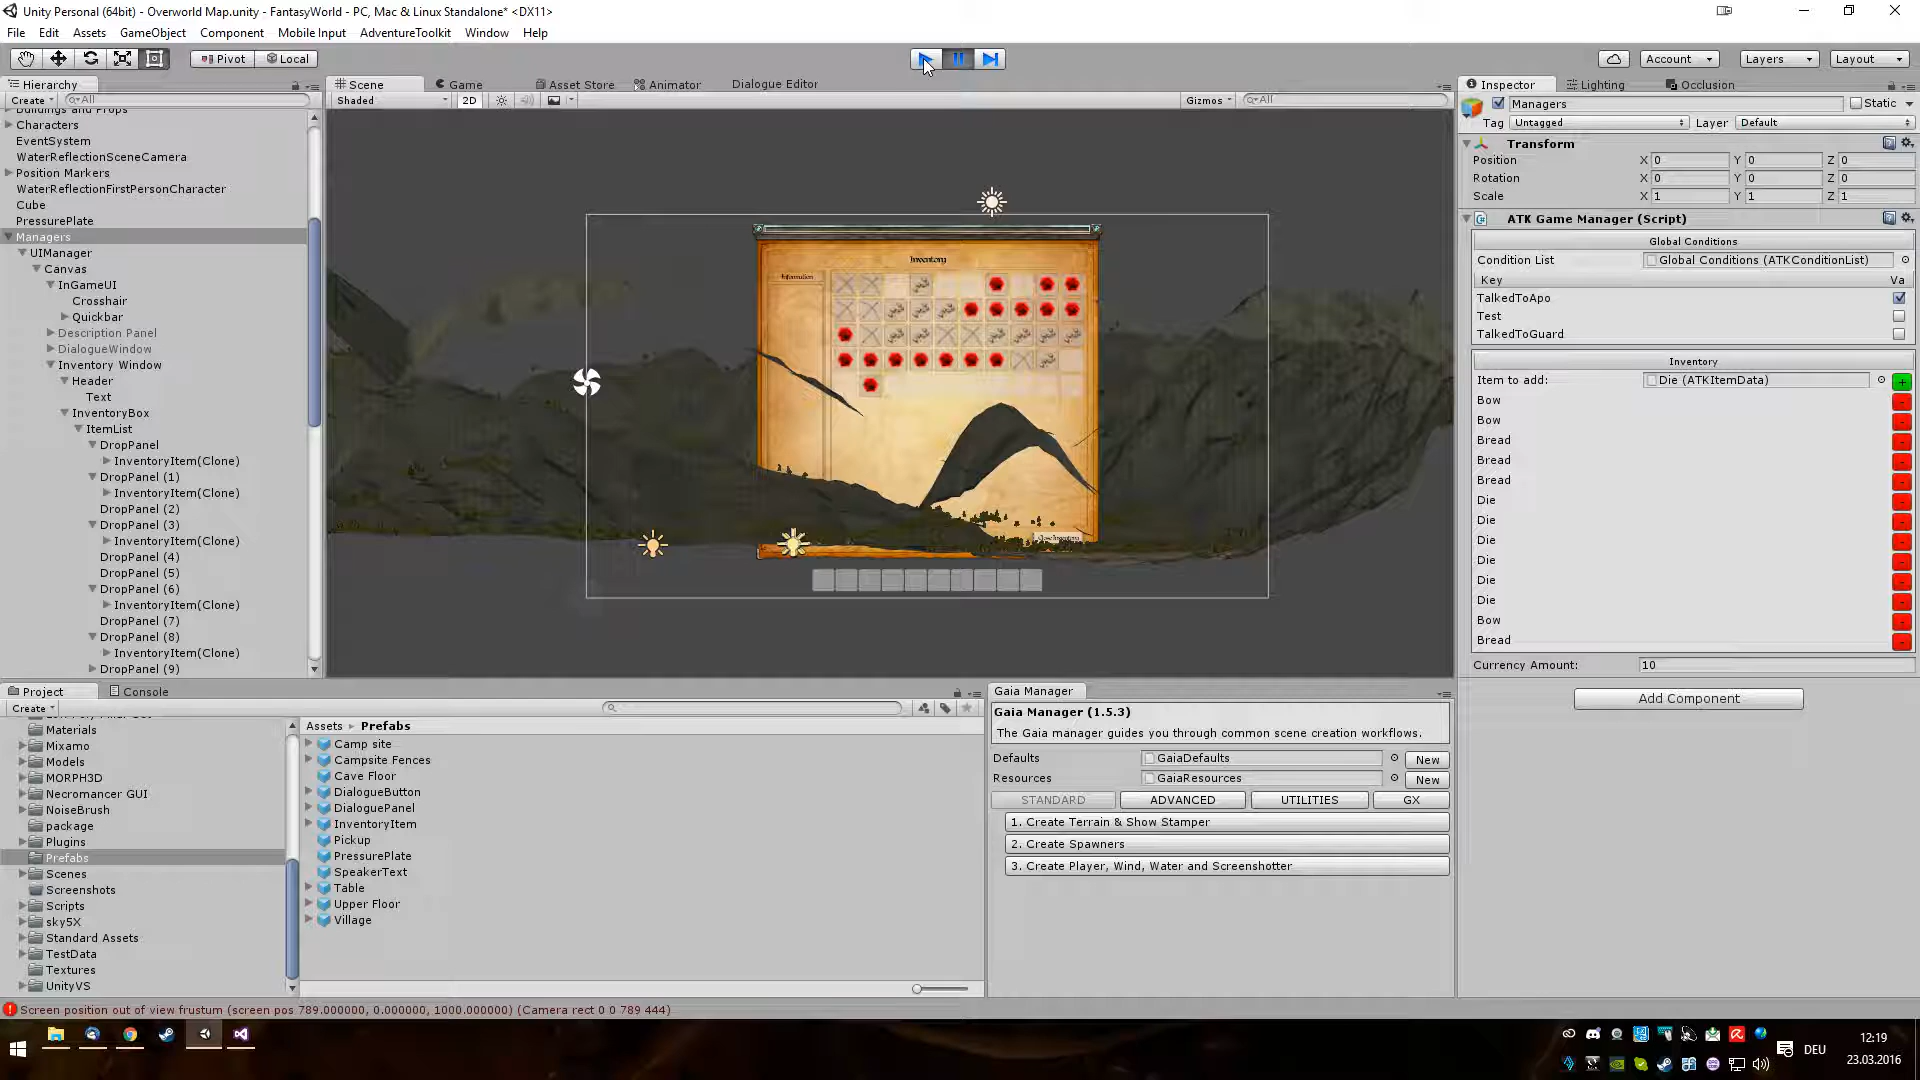 Unity Personal (64bit) - Overworld Map.unity - FantasyWorld - PC, Mac & Linux Standalone* <DX11>
File Edit Assets GameObject Component Mobile Input AdventureToolkit Window Help
Pivot Local Account Layers Layout
Hierarchy Scene Game Asset Store Animator Dialogue Editor Inspector Lighting Occlusion
Create All Shaded 2D Gizmos All
Buildings and Props
Characters
EventSystem
WaterReflectionSceneCamera
Position Markers
WaterReflectionFirstPersonCharacter
Cube
PressurePlate
Managers
UIManager
Canvas
InGameUI
Crosshair
Quickbar
Description Panel
DialogueWindow
Inventory Window
Header
Text
InventoryBox
ItemList
DropPanel
InventoryItem(Clone)
DropPanel (1)
InventoryItem(Clone)
DropPanel (2)
DropPanel (3)
InventoryItem(Clone)
DropPanel (4)
DropPanel (5)
DropPanel (6)
InventoryItem(Clone)
DropPanel (7)
DropPanel (8)
InventoryItem(Clone)
DropPanel (9)
Inventory
Information
Close Inventory
Managers Static
Tag Untagged Layer Default
Transform
Position X 0 Y 0 Z 0
Rotation X 0 Y 0 Z 0
Scale X 1 Y 1 Z 1
ATK Game Manager (Script)
Global Conditions
Condition List Global Conditions (ATKConditionList)
Key Va
TalkedToApo
Test
TalkedToGuard
Inventory
Item to add: Die (ATKItemData)
Bow
Bow
Bread
Bread
Bread
Die
Die
Die
Die
Die
Die
Bow
Bread
Currency Amount: 10
Add Component
Project Console
Create
Materials
Mixamo
Models
MORPH3D
Necromancer GUI
NoiseBrush
package
Plugins
Prefabs
Scenes
Screenshots
Scripts
sky5X
Standard Assets
TestData
Textures
UnityVS
Assets Prefabs
Camp site
Campsite Fences
Cave Floor
DialogueButton
DialoguePanel
InventoryItem
Pickup
PressurePlate
SpeakerText
Table
Upper Floor
Village
Gaia Manager
Gaia Manager (1.5.3)
The Gaia manager guides you through common scene creation workflows.
Defaults GaiaDefaults New
Resources GaiaResources New
STANDARD ADVANCED UTILITIES GX
1. Create Terrain & Show Stamper
2. Create Spawners
3. Create Player, Wind, Water and Screenshotter
Screen position out of view frustum (screen pos 789.000000, 0.000000, 1000.000000) (Camera rect 0 0 789 444)
DEU
12:19
23.03.2016